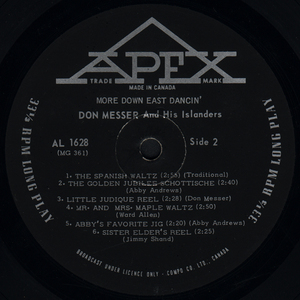 APEX
TRADE MARK
MADE IN CANADA
MORE DOWN EAST DANCIN'
DON MESSER And His Islanders
AL 1628
(MG 361)
Side 2
33⅓ RPM LONG PLAY
33⅓ RPM LONG PLAY
1- THE SPANISH WALTZ (2:15) (Traditional)
2- THE GOLDEN JUBILEE SCHOTTISCHE (2:40)
(Abby Andrews)
3- LITTLE JUDIQUE REEL (2:28) (Don Messer)
4- MR- AND MRS- MAPLE WALTZ (2:50)
(Ward Allen)
5- ABBY'S FAVORITE JIG (2:20) (Abby Andrews)
6- SISTER ELDER'S REEL (2:25)
(Jimmy Shand)
BROADCAST UNDER LICENCE ONLY - COMPO CO. LTD., CANADA